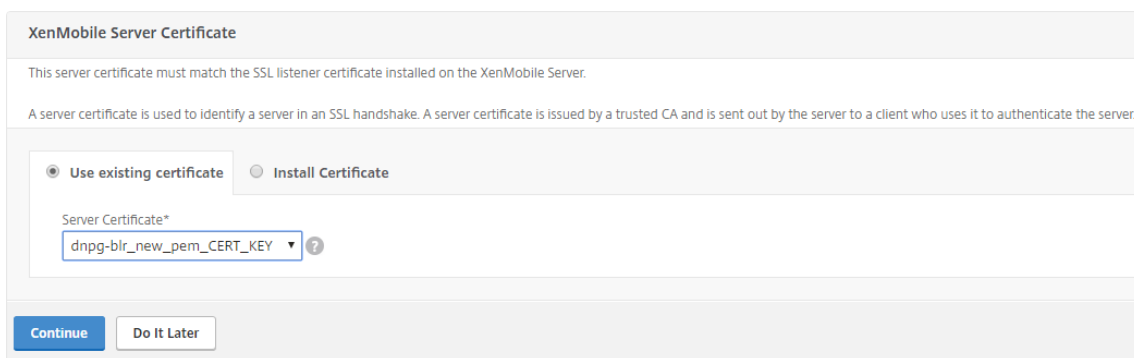 XenMobile Server Certificate
This server certificate must match the SSL listener certificate installed on the XenMobile Server.
A server certificate is used to identify a server in an SSL handshake. A server certificate is issued by a trusted CA and is sent out by the server to a client who uses it to authenticate the server
Use existing certificate Install Certificate
Server Certificate*
dnpg-blr_new_pem_CERT_KEY ?
Continue Do It Later